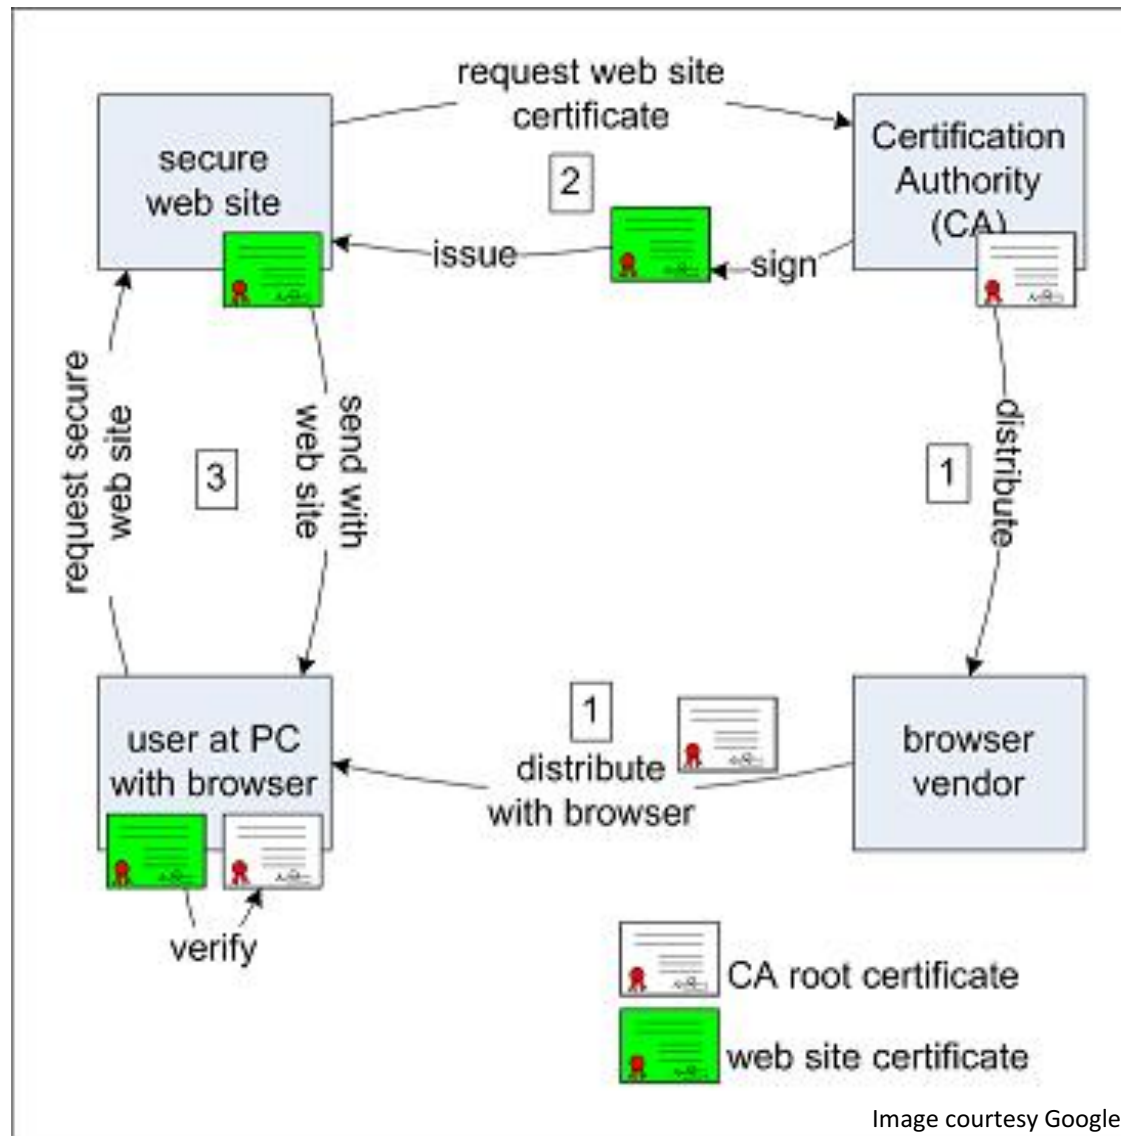 request web site
certificate
secure
web site
Certification
Authority
(CA)
2
issue
sign
request secure
web site
3
send with
web site
1
distribute
user at PC
with browser
1
distribute
with browser
browser
vendor
verify
CA root certificate
web site certificate
Image courtesy Google